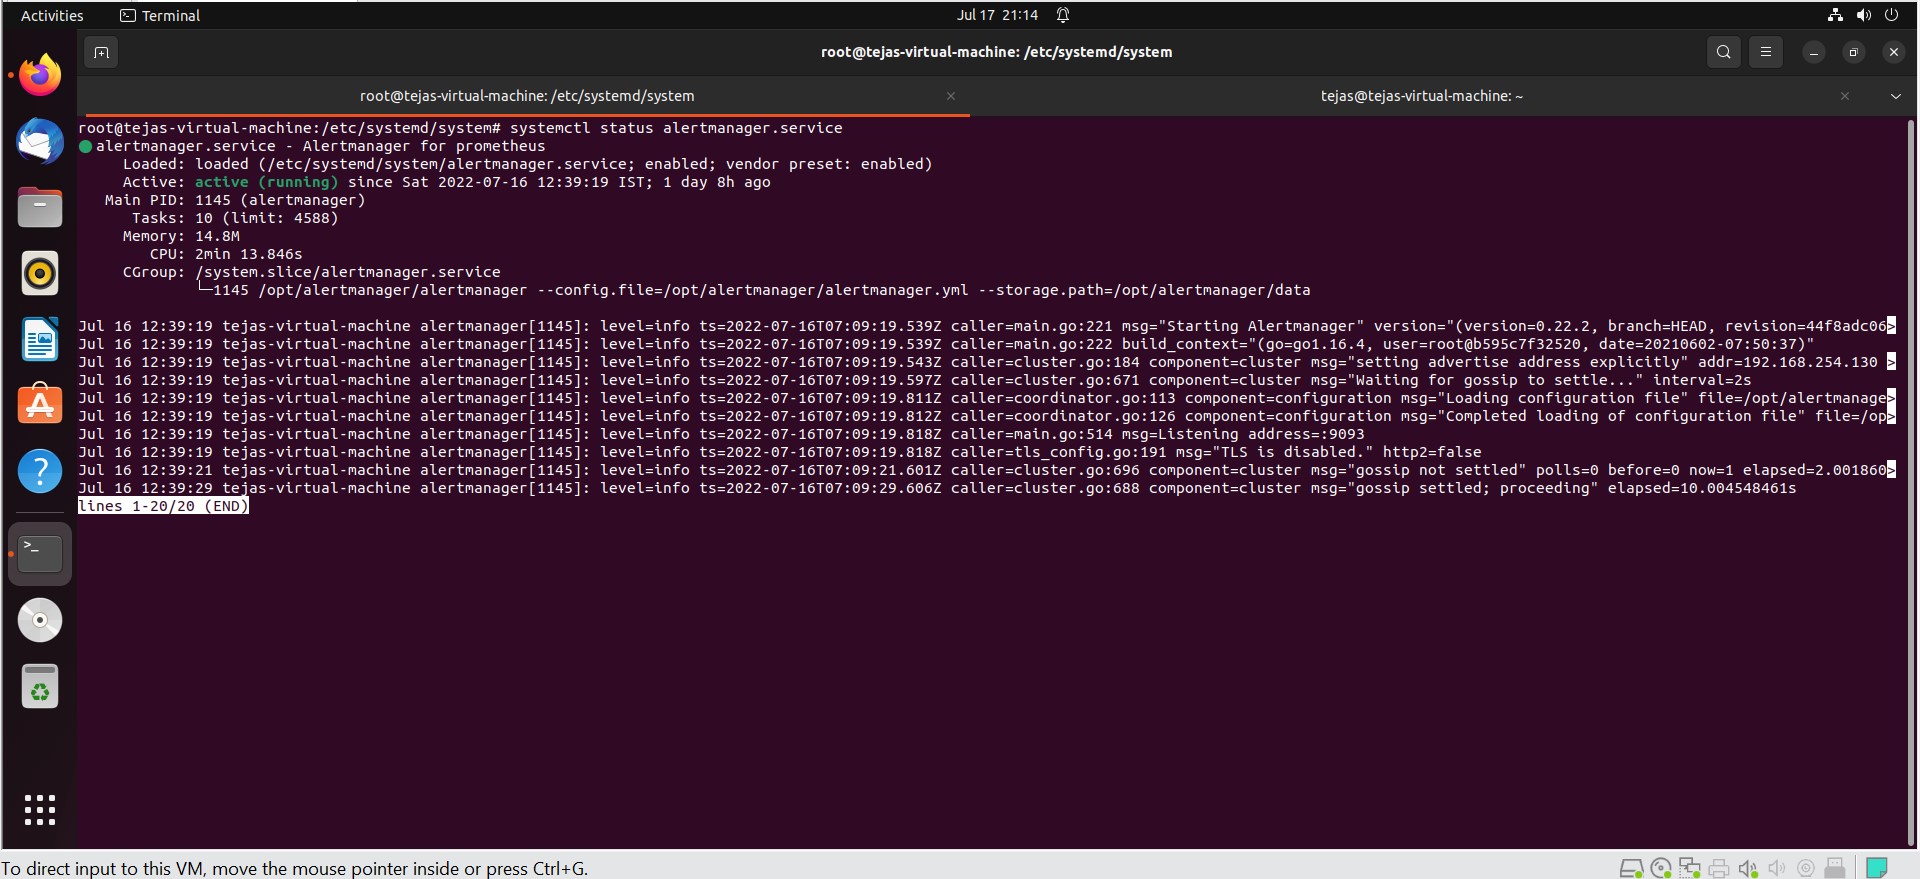 Activities
Terminal
Jul 17 21:14
root@tejas-virtual-machine: /etc/systemd/system
root@tejas-virtual-machine: /etc/systemd/system
tejas@tejas-virtual-machine: ~
root@tejas-virtual-machine:/etc/systemd/system# systemctl status alertmanager.service
● alertmanager.service - Alertmanager for prometheus
Loaded: loaded (/etc/systemd/system/alertmanager.service; enabled; vendor preset: enabled)
Active: active (running) since Sat 2022-07-16 12:39:19 IST; 1 day 8h ago
Main PID: 1145 (alertmanager)
Tasks: 10 (limit: 4588)
Memory: 14.8M
CPU: 2min 13.846s
CGroup: /system.slice/alertmanager.service
└─1145 /opt/alertmanager/alertmanager --config.file=/opt/alertmanager/alertmanager.yml --storage.path=/opt/alertmanager/data
Jul 16 12:39:19 tejas-virtual-machine alertmanager[1145]: level=info ts=2022-07-16T07:09:19.539Z caller=main.go:221 msg="Starting Alertmanager" version="(version=0.22.2, branch=HEAD, revision=44f8adc06>
Jul 16 12:39:19 tejas-virtual-machine alertmanager[1145]: level=info ts=2022-07-16T07:09:19.539Z caller=main.go:222 build_context="(go=go1.16.4, user=root@b595c7f32520, date=20210602-07:50:37)"
Jul 16 12:39:19 tejas-virtual-machine alertmanager[1145]: level=info ts=2022-07-16T07:09:19.543Z caller=cluster.go:184 component=cluster msg="setting advertise address explicitly" addr=192.168.254.130 >
Jul 16 12:39:19 tejas-virtual-machine alertmanager[1145]: level=info ts=2022-07-16T07:09:19.597Z caller=cluster.go:671 component=cluster msg="Waiting for gossip to settle..." interval=2s
Jul 16 12:39:19 tejas-virtual-machine alertmanager[1145]: level=info ts=2022-07-16T07:09:19.811Z caller=coordinator.go:113 component=configuration msg="Loading configuration file" file=/opt/alertmanage>
Jul 16 12:39:19 tejas-virtual-machine alertmanager[1145]: level=info ts=2022-07-16T07:09:19.812Z caller=coordinator.go:126 component=configuration msg="Completed loading of configuration file" file=/op>
Jul 16 12:39:19 tejas-virtual-machine alertmanager[1145]: level=info ts=2022-07-16T07:09:19.818Z caller=main.go:514 msg=Listening address=:9093
Jul 16 12:39:19 tejas-virtual-machine alertmanager[1145]: level=info ts=2022-07-16T07:09:19.818Z caller=tls_config.go:191 msg="TLS is disabled." http2=false
Jul 16 12:39:21 tejas-virtual-machine alertmanager[1145]: level=info ts=2022-07-16T07:09:21.601Z caller=cluster.go:696 component=cluster msg="gossip not settled" polls=0 before=0 now=1 elapsed=2.001860>
Jul 16 12:39:29 tejas-virtual-machine alertmanager[1145]: level=info ts=2022-07-16T07:09:29.606Z caller=cluster.go:688 component=cluster msg="gossip settled; proceeding" elapsed=10.004548461s
lines 1-20/20 (END)
To direct input to this VM, move the mouse pointer inside or press Ctrl+G.